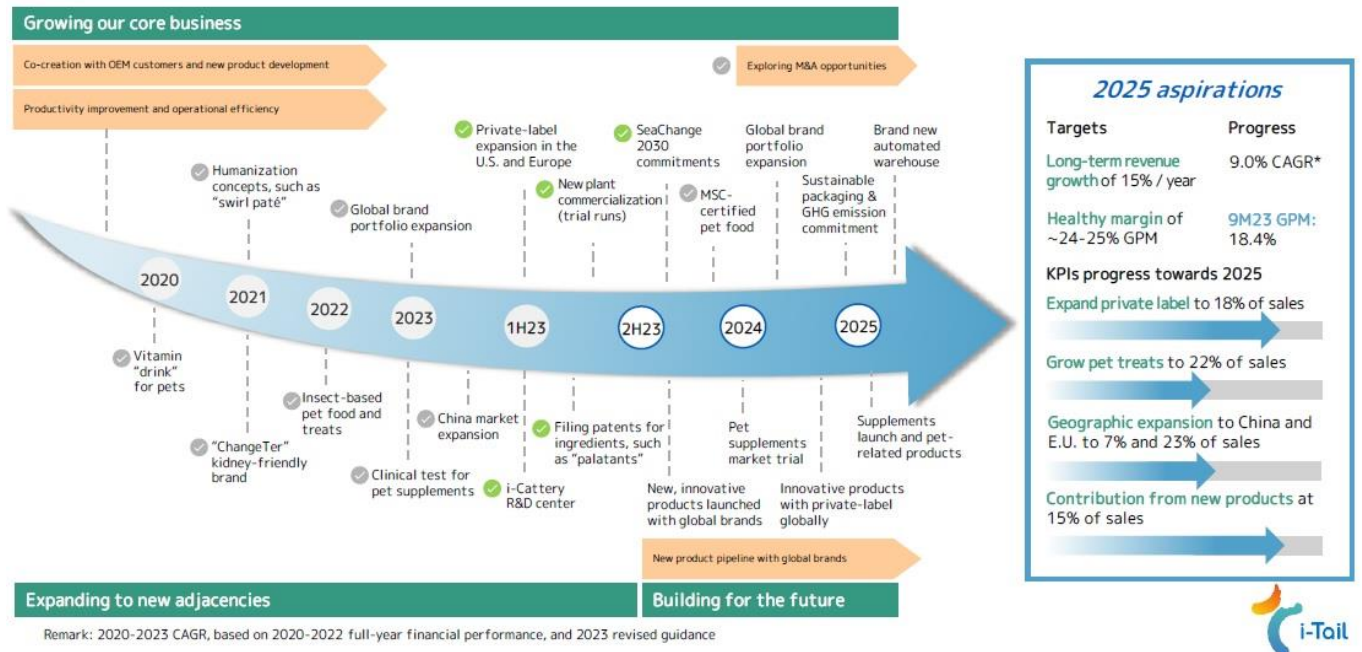 Growing our core business
Co-creation with OEM customers and new product development
Exploring M&A opportunities
Productivity improvement and operational efficiency
Private-label
expansion in the
U.S. and Europe
SeaChange
2030
commitments
Global brand
portfolio
expansion
Brand new
automated
warehouse
Humanization
concepts, such as
"swirl paté"
New plant
commercialization
(trial runs)
MSC-
certified
pet food
Sustainable
packaging &
GHG emission
commitment
Global brand
portfolio expansion
2020
2021
2022
2023
1H23
2H23
2024
2025
Vitamin
"drink"
for pets
"ChangeTer"
kidney-friendly
brand
Insect-based
pet food and
treats
Clinical test for
pet supplements
China market
expansion
i-Cattery
R&D center
Filing patents for
ingredients, such
as "palatants"
New, innovative
products launched
with global brands
Pet
supplements
market trial
Innovative products
with private-label
globally
Supplements
launch and pet-
related products
New product pipeline with global brands
Expanding to new adjacencies
Building for the future
Remark: 2020-2023 CAGR, based on 2020-2022 full-year financial performance, and 2023 revised guidance
2025 aspirations
Targets
Progress
Long-term revenue
growth of 15% / year
9.0% CAGR*
Healthy margin of
~24-25% GPM
9M23 GPM:
18.4%
KPIs progress towards 2025
Expand private label to 18% of sales
Grow pet treats to 22% of sales
Geographic expansion to China and
E.U. to 7% and 23% of sales
Contribution from new products at
15% of sales
i-Tail